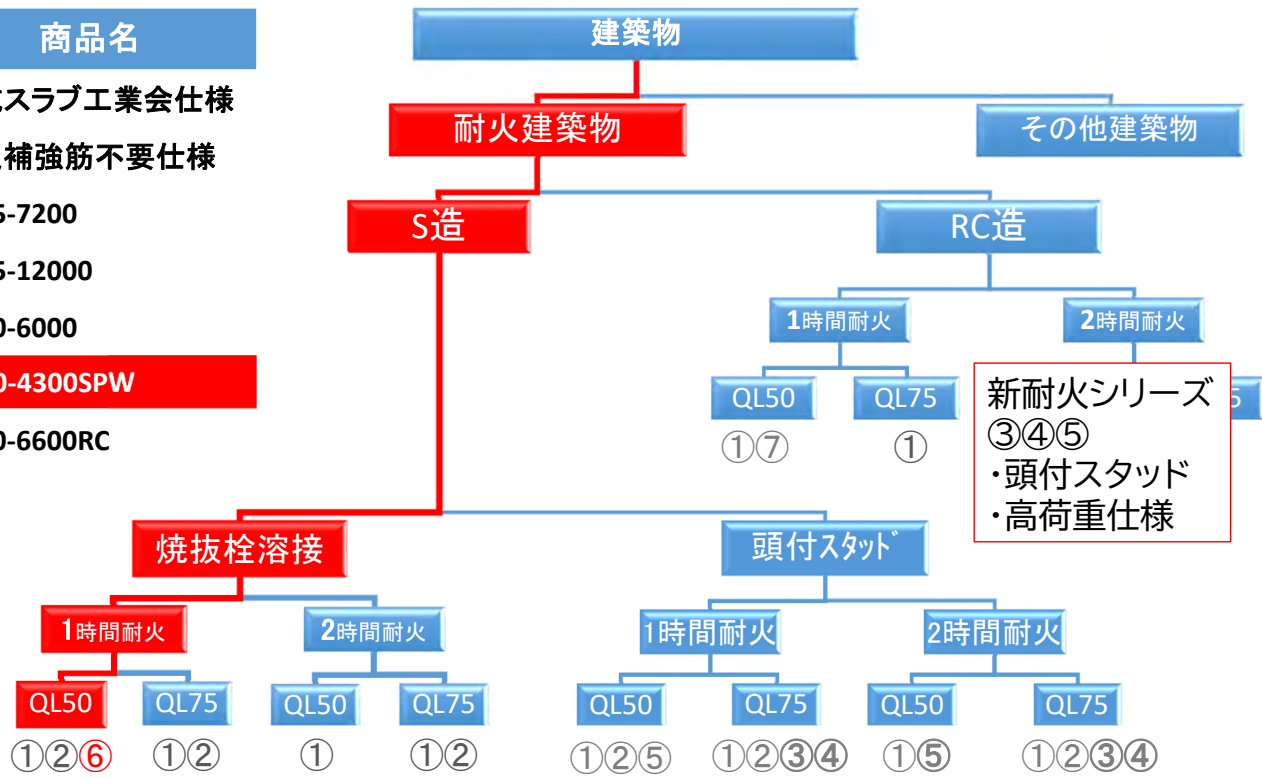 商品名
スラブ工業会仕様
補強筋不要仕様
5-7200
5-12000
0-6000
0-4300SPW
0-6600RC
建築物
耐火建築物
その他建築物
S造
RC造
1時間耐火
2時間耐火
QL50
QL75
5
①⑦
①
新耐火シリーズ
③④⑤
・頭付スタッド
・高荷重仕様
焼抜栓溶接
頭付スタッド
1時間耐火
2時間耐火
1時間耐火
2時間耐火
QL50
QL75
QL50
QL75
QL50
QL75
QL50
QL75
①②⑥
①②
①
①②
①②⑤
①②③④
①⑤
①②③④